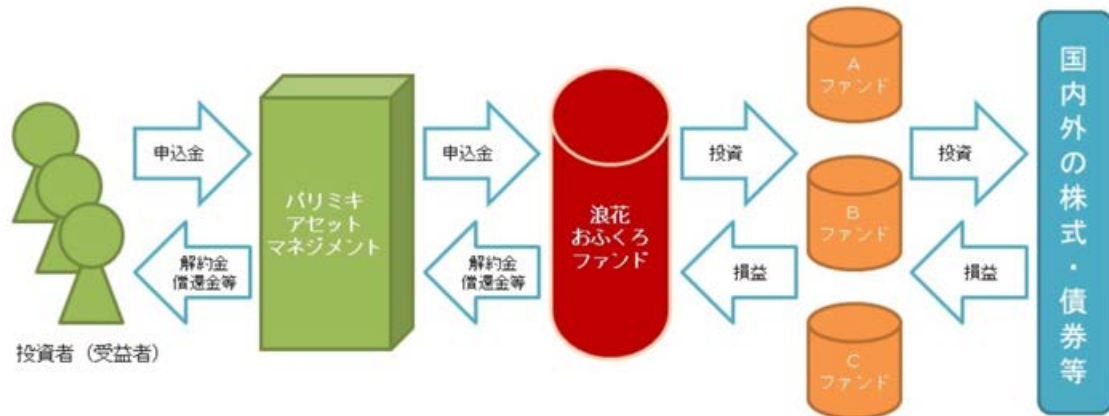 申込金
解約金
償還金等
投資者（受益者）
パリミキ
アセット
マネジメント
申込金
解約金
償還金等
浪花
おふくろ
ファンド
投資
損益
A
ファンド
B
ファンド
C
ファンド
投資
損益
国内外の株式・債券等